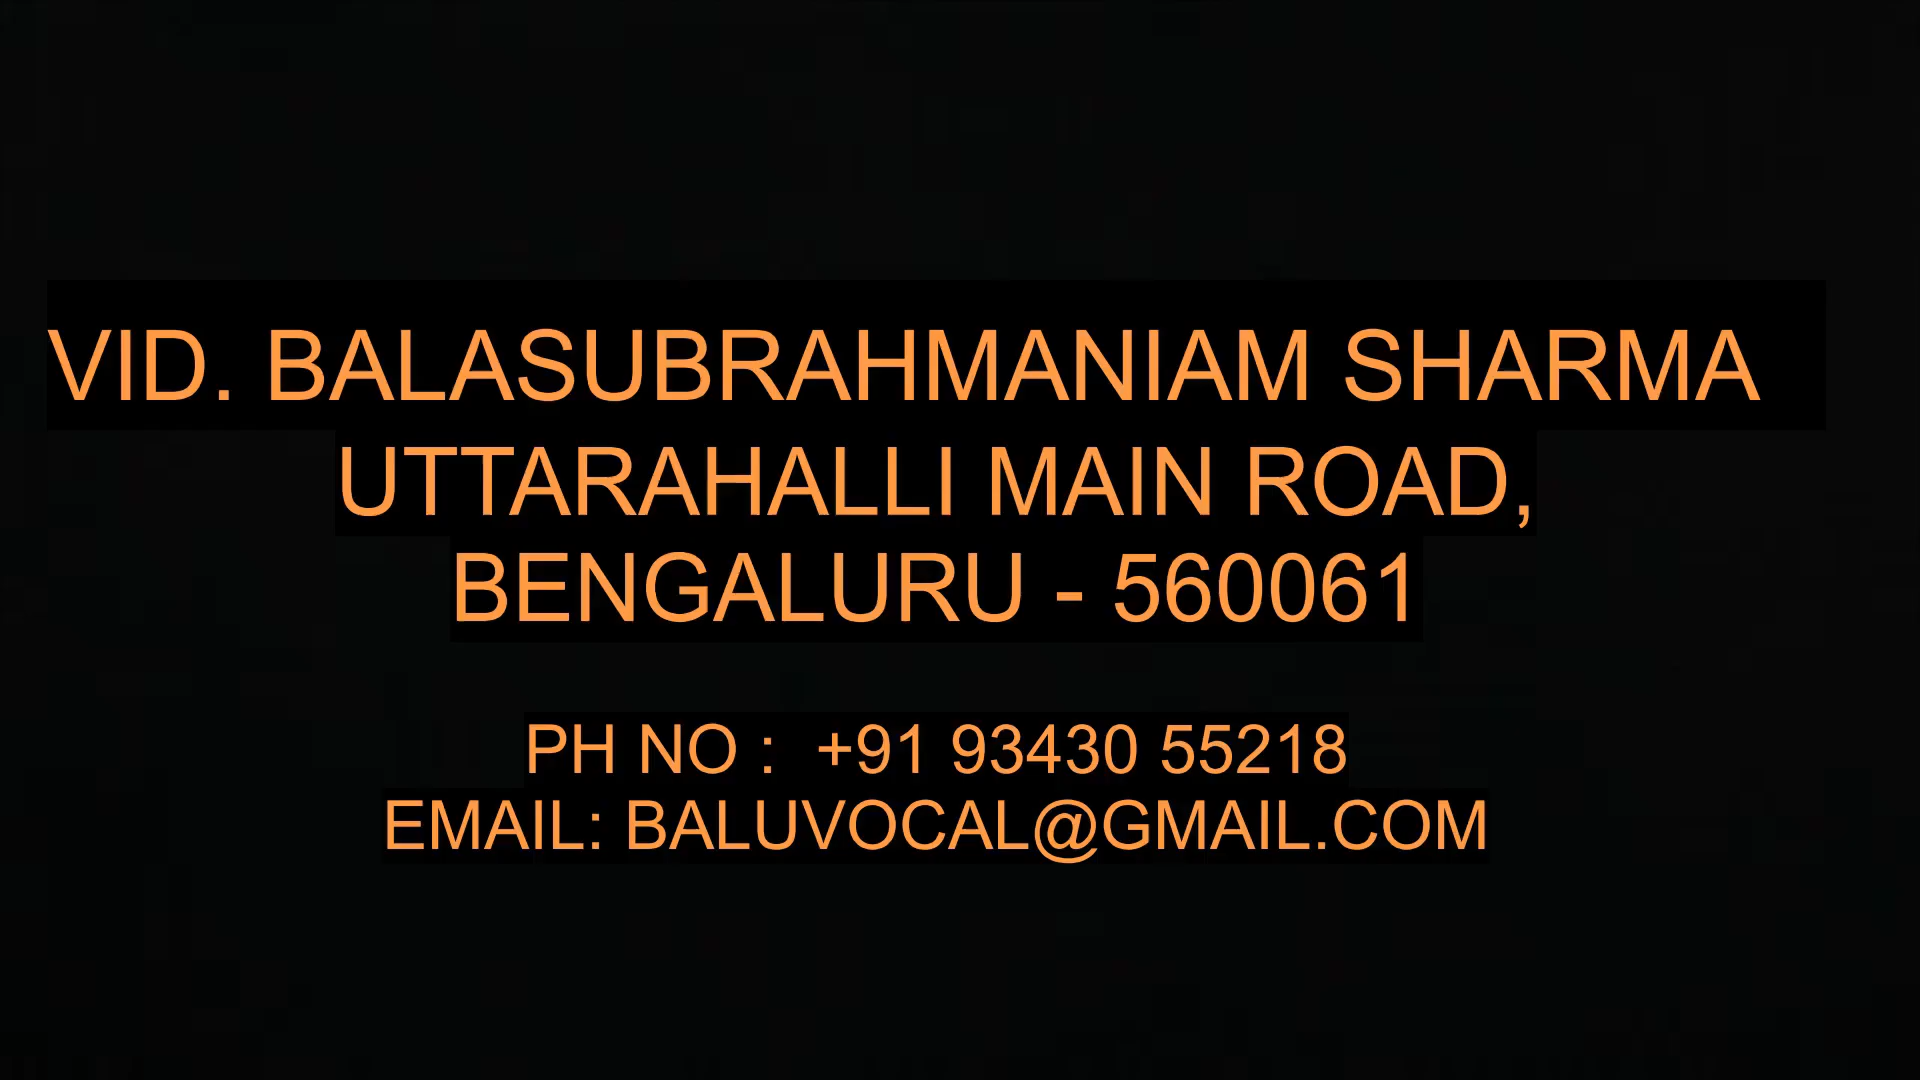 VID. BALASUBRAHMANIAM SHARMA
UTTARAHALLI MAIN ROAD,
BENGALURU - 560061
PH NO :  +91 93430 55218
EMAIL: BALUVOCAL@GMAIL.COM